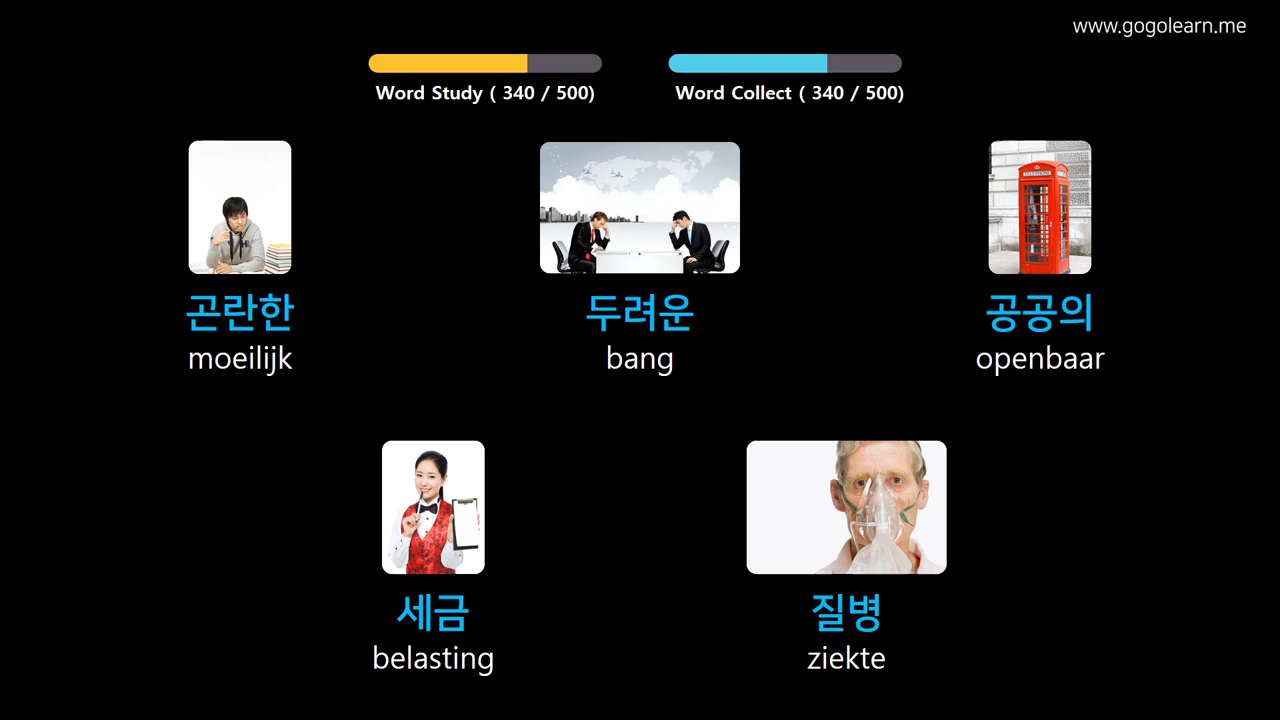 www.gogolearn.me
Word Study ( 340 / 500)
Word Collect ( 340 / 500)
곤란한
moeilijk
두려운
bang
공공의
openbaar
세금
belasting
질병
ziekte
TELEPHONE